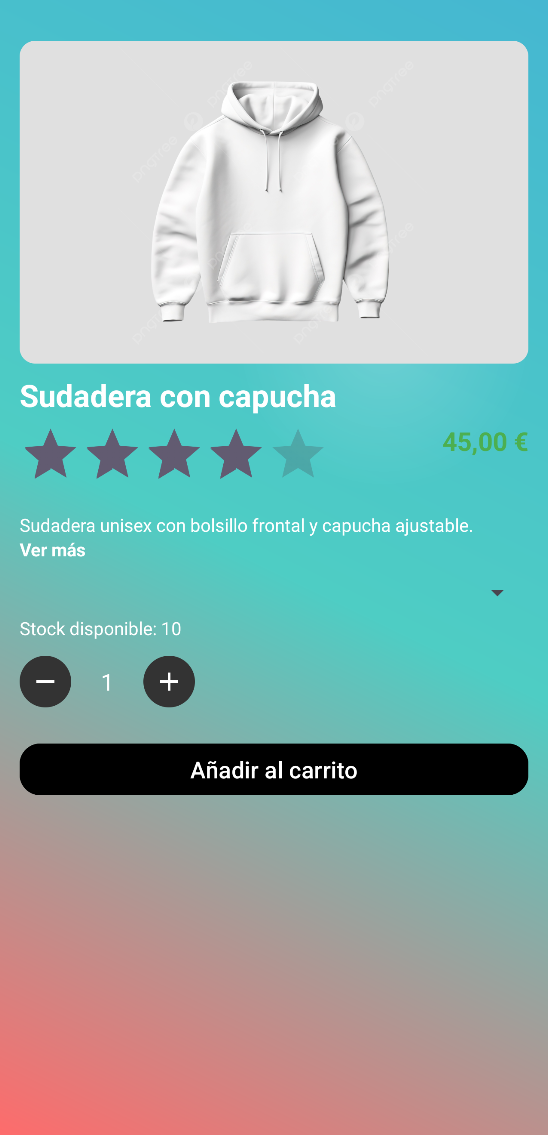 Sudadera con capucha
45,00 €
Sudadera unisex con bolsillo frontal y capucha ajustable.
Ver más
Stock disponible: 10
1
Añadir al carrito